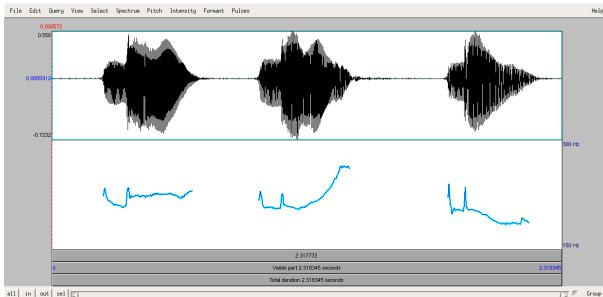 File Edit Query View Select Spectrum Pitch Intensity Formant Pulses Help
0.000572
0.558
0.0005912
-0.7232
300 Hz
150 Hz
2.317772
0 Visible part 2.318345 seconds 2.318345
Total duration 2.318345 seconds
all in out sel Group